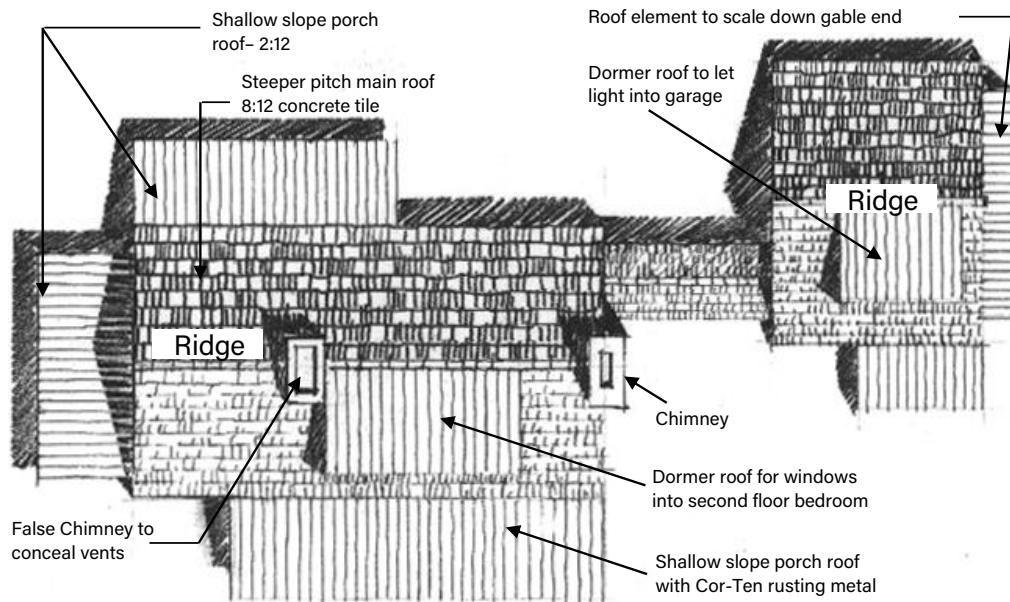 Shallow slope porch
roof– 2:12
Roof element to scale down gable end
Steeper pitch main roof
8:12 concrete tile
Dormer roof to let
light into garage
Ridge
Ridge
Chimney
Dormer roof for windows
into second floor bedroom
False Chimney to
conceal vents
Shallow slope porch roof
with Cor-Ten rusting metal